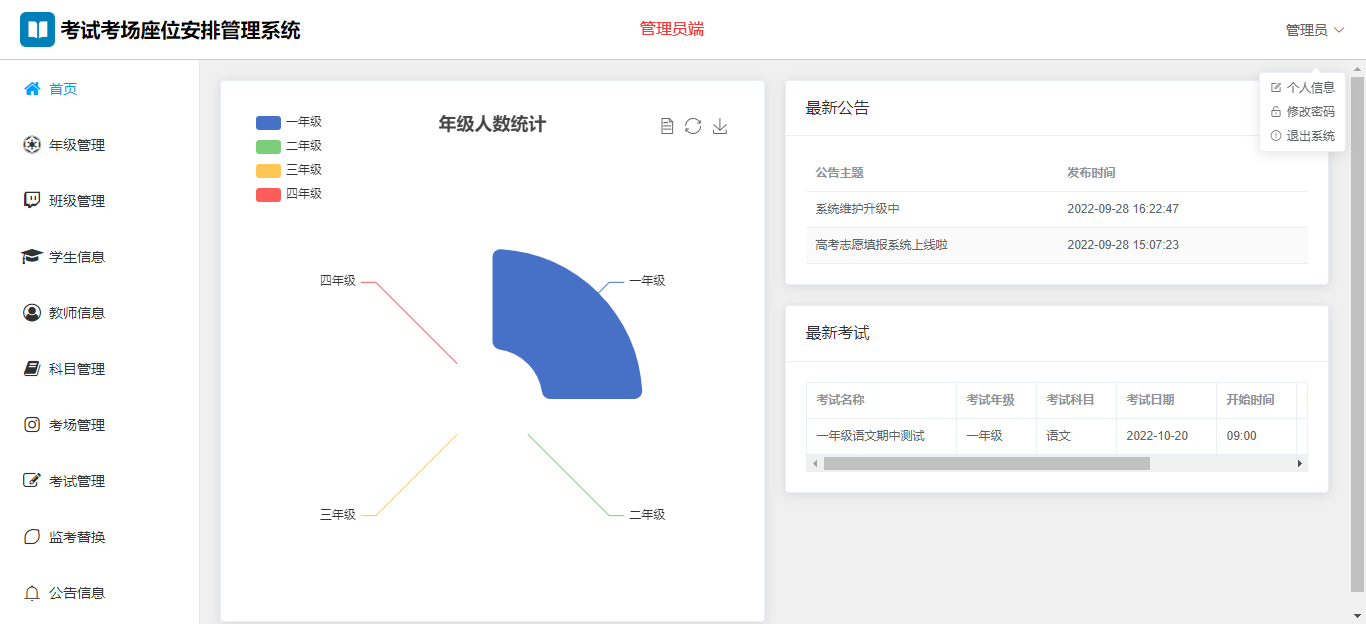 考试考场座位安排管理系统
管理员端
管理员
首页
年级管理
班级管理
学生信息
教师信息
科目管理
考场管理
考试管理
监考替换
公告信息
一年级
二年级
三年级
四年级
年级人数统计
四年级
一年级
三年级
二年级
最新公告
个人信息
修改密码
退出系统
公告主题 发布时间
系统维护升级中 2022-09-28 16:22:47
高考志愿填报系统上线啦 2022-09-28 15:07:23
最新考试
考试名称 考试年级 考试科目 考试日期 开始时间
一年级语文期中测试 一年级 语文 2022-10-20 09:00